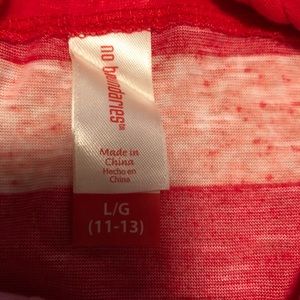 no boundaries
Made in
China
Hecho en
China
L/G
(11-13)